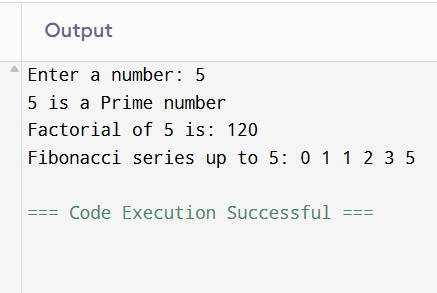 Output
Enter a number: 5
5 is a Prime number
Factorial of 5 is: 120
Fibonacci series up to 5: 0 1 1 2 3 5
=== Code Execution Successful ===